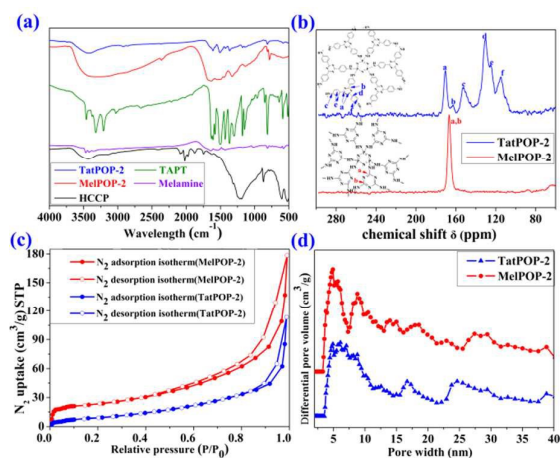 (a)
TatPOP-2
TAPT
MelPOP-2
Melamine
HCCP
4000 3500 3000 2500 2000 1500 1000 500
Wavelength (cm-1)
(b)
a
b
c
d
e
f
a,b
TatPOP-2
MelPOP-2
280 240 200 160 120 80
chemical shift δ (ppm)
(c)
N2 adsorption isotherm(MelPOP-2)
N2 desorption isotherm(MelPOP-2)
N2 adsorption isotherm(TatPOP-2)
N2 desorption isotherm(TatPOP-2)
180
150
120
90
60
30
0
0.0 0.2 0.4 0.6 0.8 1.0
N2 uptake (cm3/g) STP
Relative pressure (P/P0)
(d)
TatPOP-2
MelPOP-2
Differential pore volume (cm3/g)
5 10 15 20 25 30 35 40
Pore width (nm)